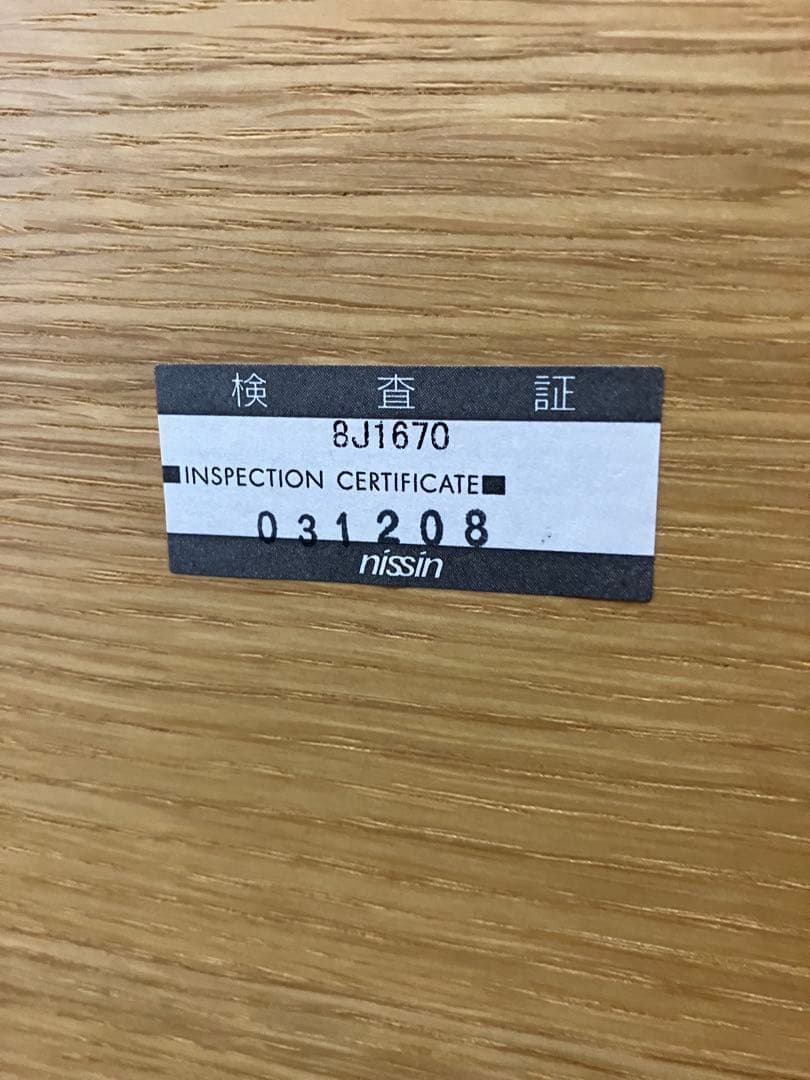 検 査 証
8J1670
■INSPECTION CERTIFICATE■
031208
nissin